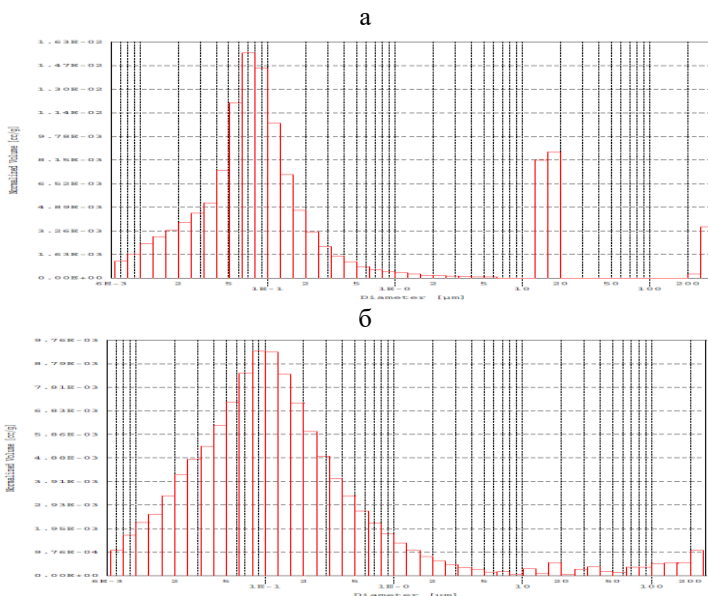 а
1.63E-02
1.47E-02
1.30E-02
1.14E-02
9.78E-03
8.15E-03
6.52E-03
4.89E-03
3.26E-03
1.63E-03
0.00E+00
Normalized Volume [cc/g]
6E-3 2 5 1E-1 2 5 1E-0 2 5 10 20 5 100 200
Diameter [µm]
б
9.76E-03
8.79E-03
7.81E-03
6.83E-03
5.86E-03
4.88E-03
3.91E-03
2.93E-03
1.95E-03
9.76E-04
0.00E+00
Normalized Volume [cc/g]
6E-3 2 5 1E-1 2 5 1E-0 2 5 10 20 5 100 200
Diameter [µm]